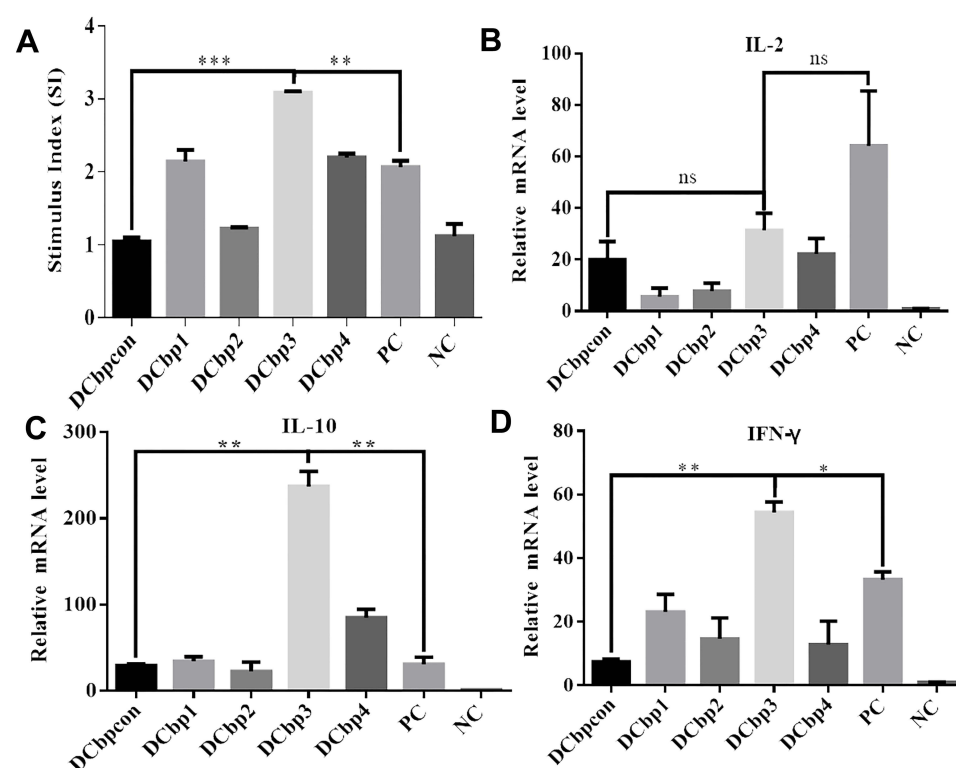 A
Stimulus Index (SI)
4
3
2
1
0
***
**
DCbpcon
DCbp1
DCbp2
DCbp3
DCbp4
PC
NC
B
IL-2
Relative mRNA level
100
80
60
40
20
0
ns
ns
DCbpcon
DCbp1
DCbp2
DCbp3
DCbp4
PC
NC
C
IL-10
Relative mRNA level
300
200
100
0
**
**
DCbpcon
DCbp1
DCbp2
DCbp3
DCbp4
PC
NC
D
IFN-γ
Relative mRNA level
80
60
40
20
0
**
*
DCbpcon
DCbp1
DCbp2
DCbp3
DCbp4
PC
NC